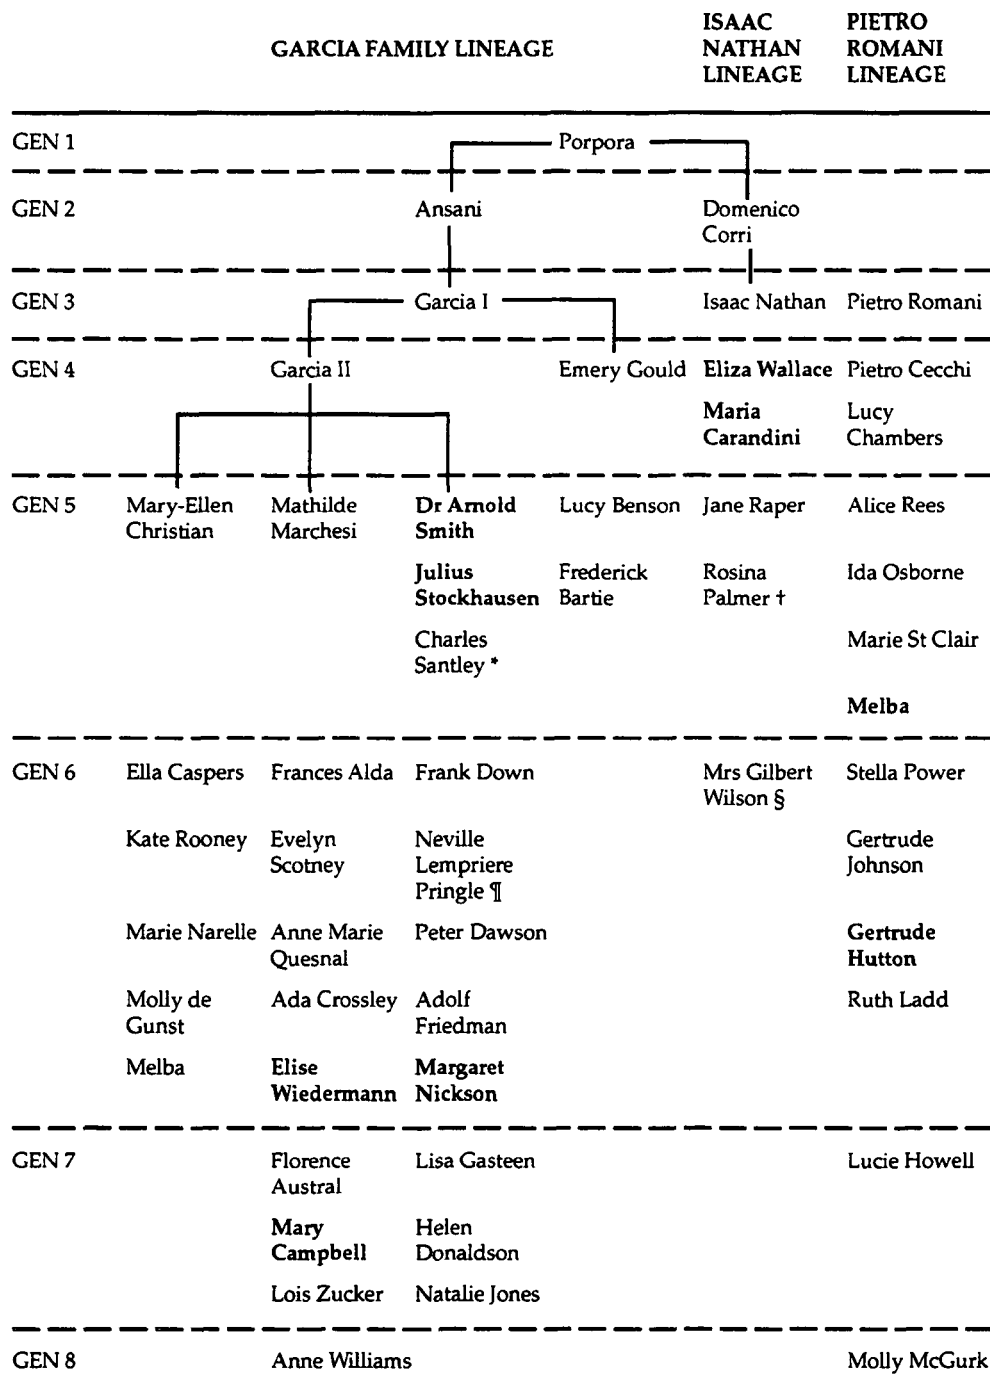 GARCIA FAMILY LINEAGE
ISAAC
NATHAN
LINEAGE
PIETRO
ROMANI
LINEAGE
GEN 1
Porpora
GEN 2
Ansani
Domenico
Corri
GEN 3
Garcia I
Isaac Nathan
Pietro Romani
GEN 4
Garcia II
Emery Gould
Eliza Wallace
Pietro Cecchi
Maria
Carandini
Lucy
Chambers
GEN 5
Mary-Ellen
Christian
Mathilde
Marchesi
Dr Arnold
Smith
Lucy Benson
Jane Raper
Alice Rees
Julius
Stockhausen
Frederick
Bartie
Rosina
Palmer †
Ida Osborne
Charles
Santley *
Marie St Clair
Melba
GEN 6
Ella Caspers
Frances Alda
Frank Down
Mrs Gilbert
Wilson §
Stella Power
Kate Rooney
Evelyn
Scotney
Neville
Lempriere
Pringle ¶
Gertrude
Johnson
Marie Narelle
Anne Marie
Quesnal
Peter Dawson
Gertrude
Hutton
Molly de
Gunst
Ada Crossley
Adolf
Friedman
Ruth Ladd
Melba
Elise
Wiedermann
Margaret
Nickson
GEN 7
Florence
Austral
Lisa Gasteen
Lucie Howell
Mary
Campbell
Helen
Donaldson
Lois Zucker
Natalie Jones
GEN 8
Anne Williams
Molly McGurk